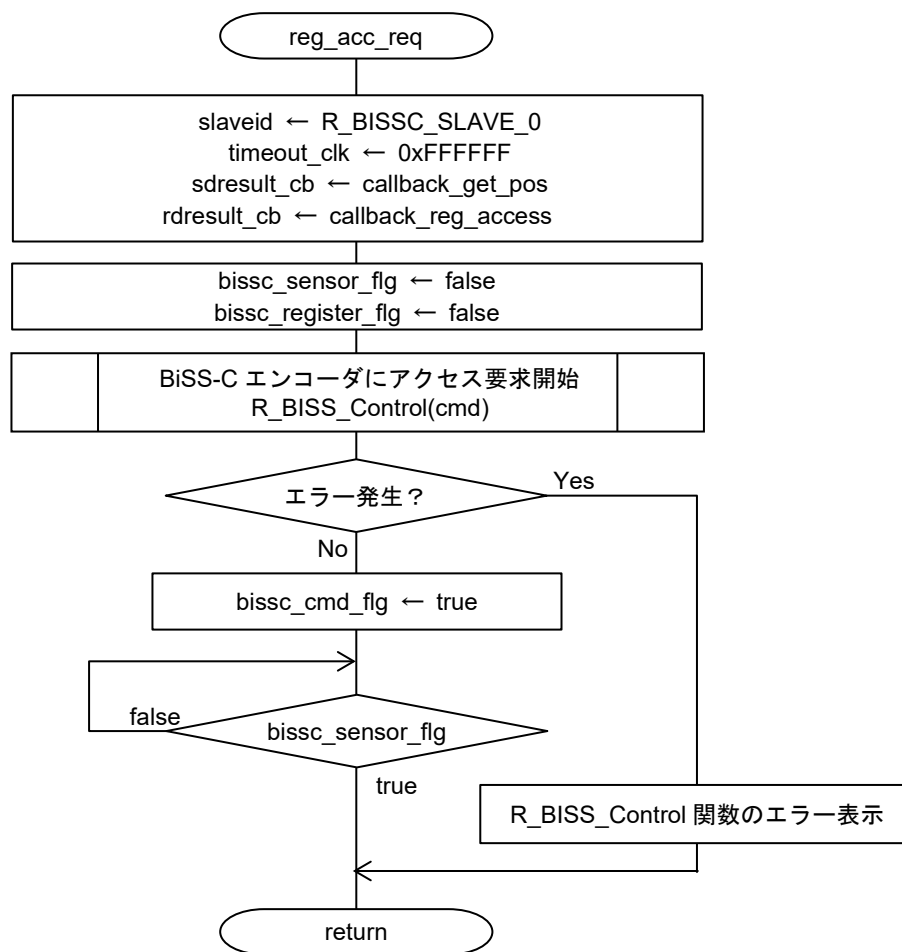 reg_acc_req
slaveid ← R_BISSC_SLAVE_0
timeout_clk ← 0xFFFFFF
sdresult_cb ← callback_get_pos
rdresult_cb ← callback_reg_access
bissc_sensor_flg ← false
bissc_register_flg ← false
BiSS-C エンコーダにアクセス要求開始
R_BISS_Control(cmd)
エラー発生？
Yes
No
bissc_cmd_flg ← true
false
bissc_sensor_flg
true
R_BISS_Control 関数のエラー表示
return